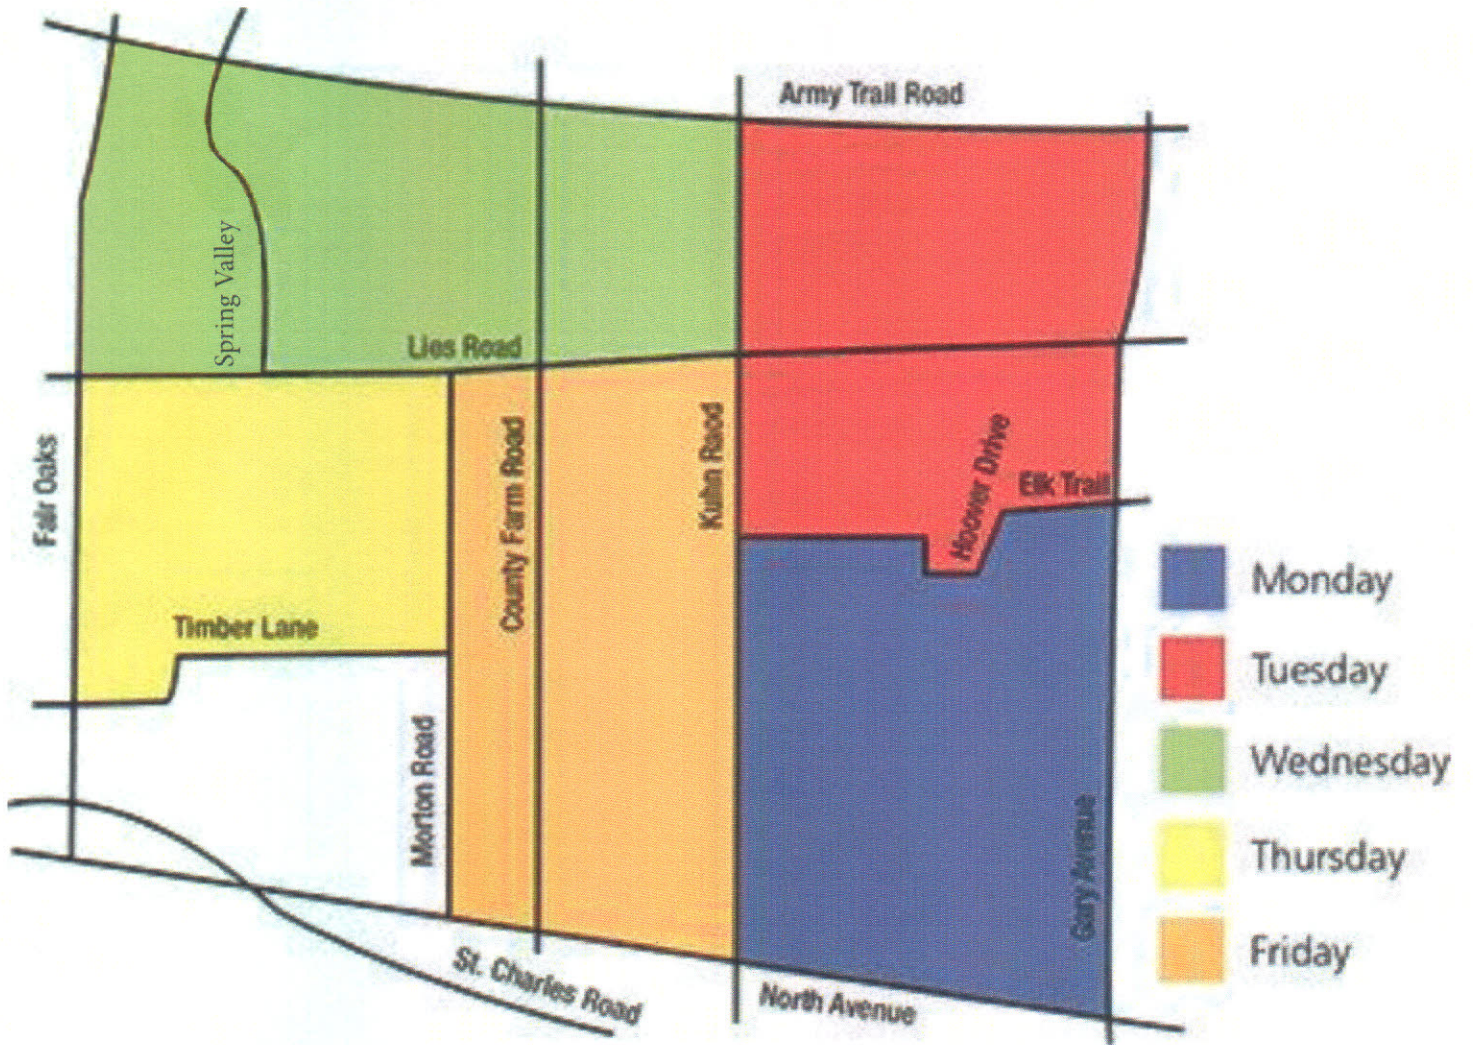 Army Trail Road
Spring Valley
Lies Road
Fair Oaks
County Farm Road
Kuhn Raod
Hoover Drive
Elk Trail
Timber Lane
Morton Road
Gary Avenue
St. Charles Road
North Avenue
Monday
Tuesday
Wednesday
Thursday
Friday